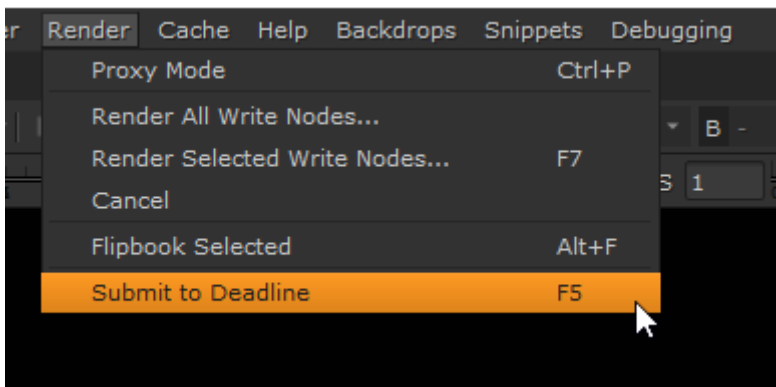 er Render Cache Help Backdrops Snippets Debugging
Proxy Mode Ctrl+P
Render All Write Nodes...
B -
Render Selected Write Nodes... F7
S 1
Cancel
Flipbook Selected Alt+F
Submit to Deadline F5